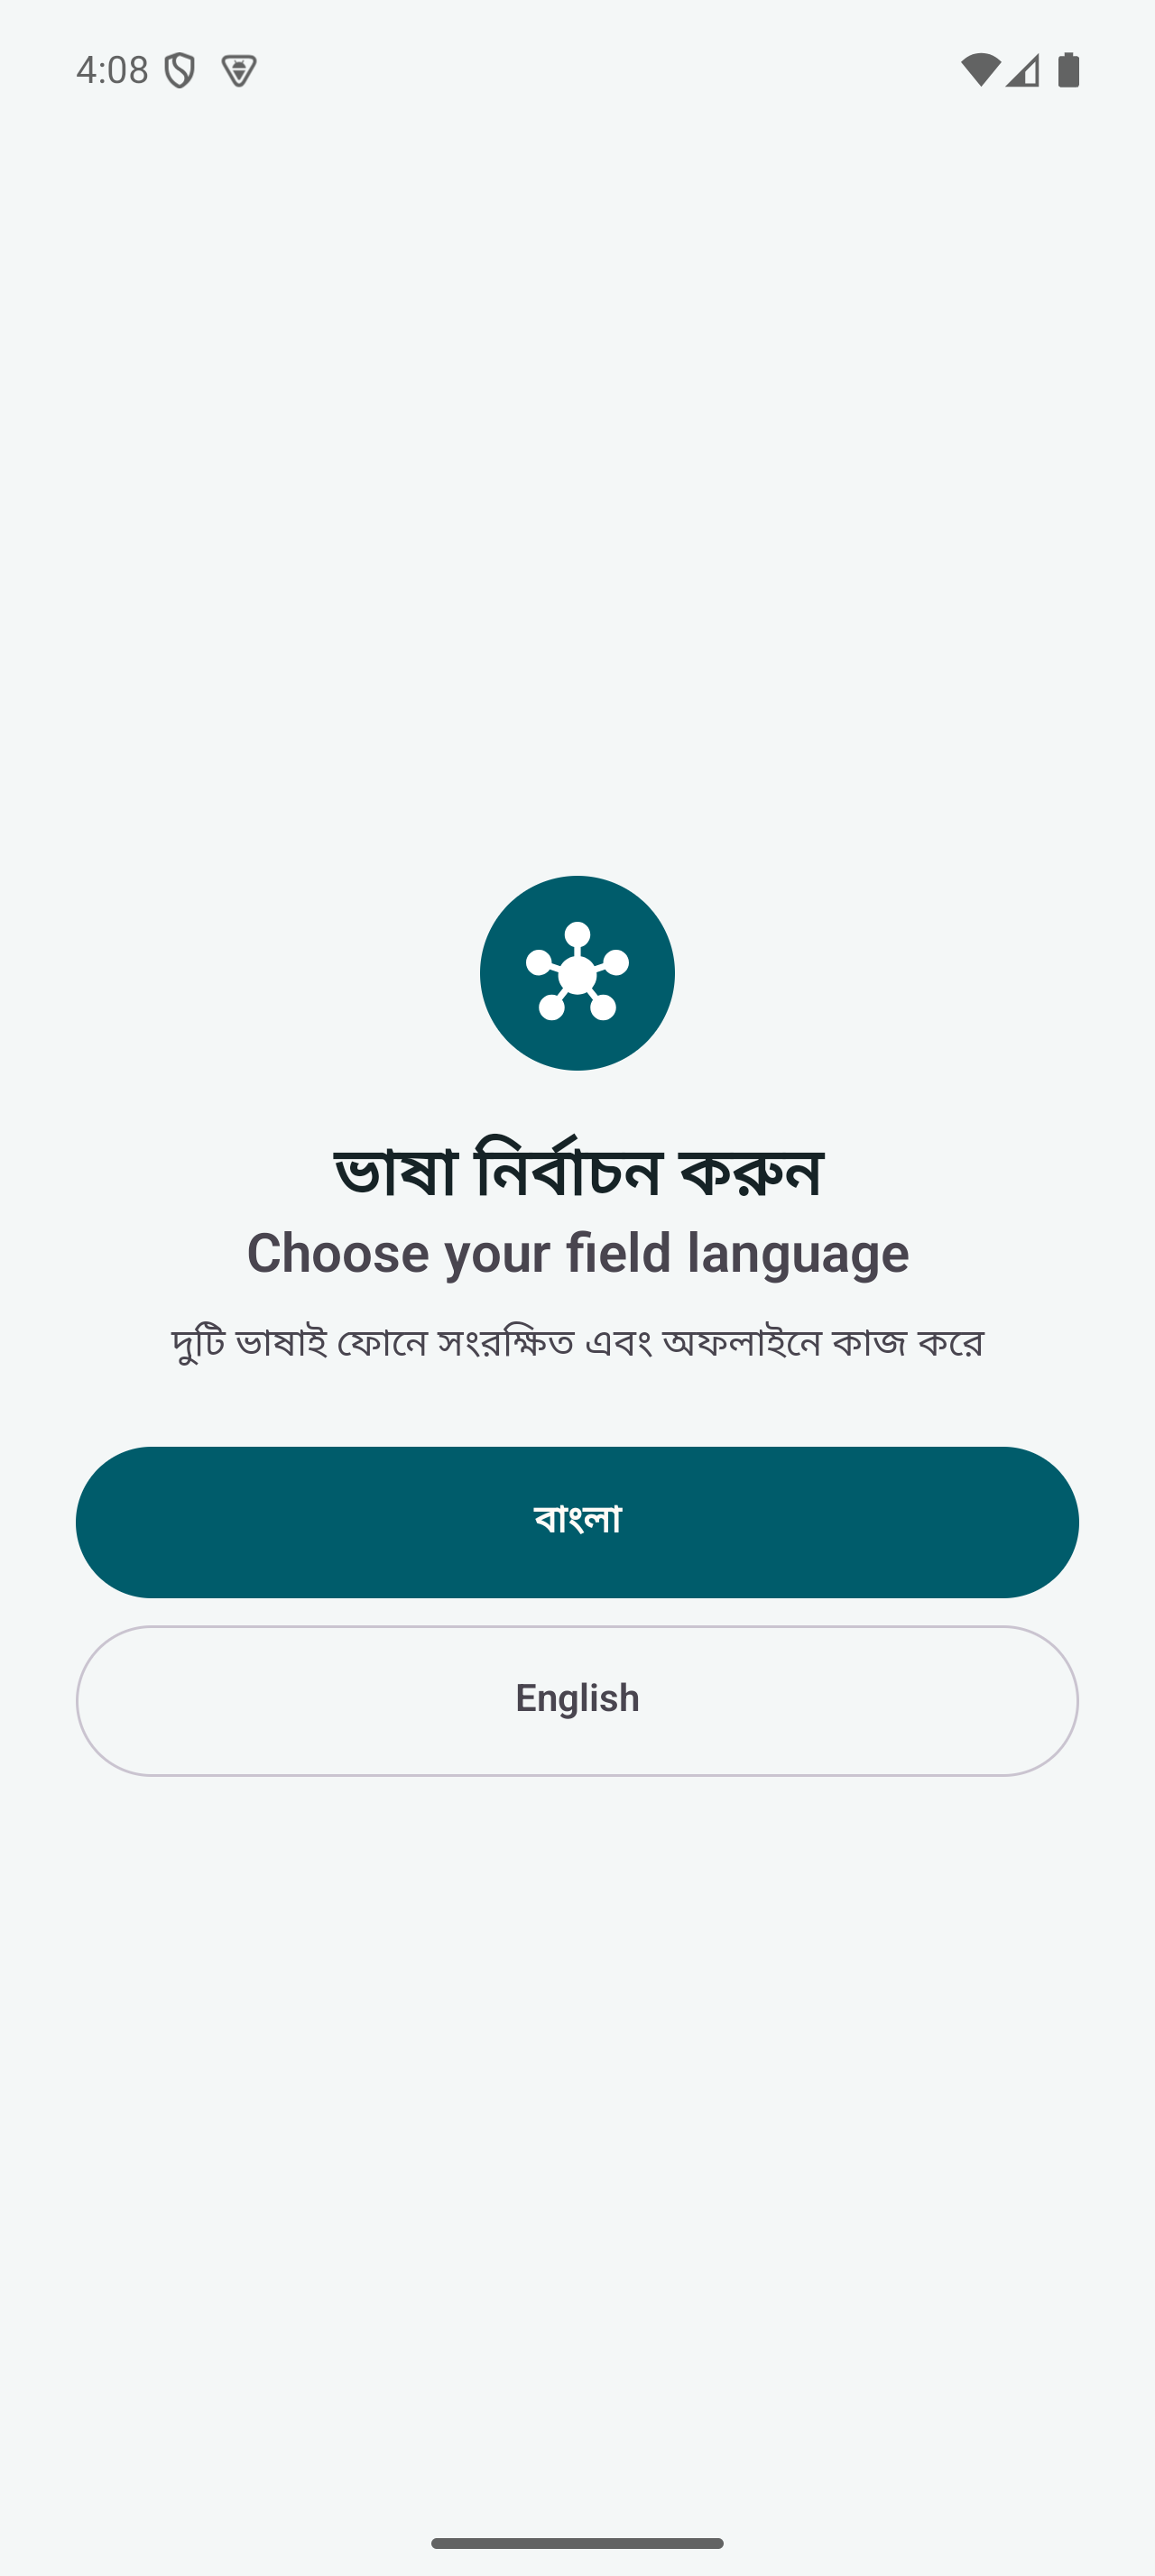 4:08
ভাষা নির্বাচন করুন
Choose your field language
দুটি ভাষাই ফোনে সংরক্ষিত এবং অফলাইনে কাজ করে
বাংলা
English